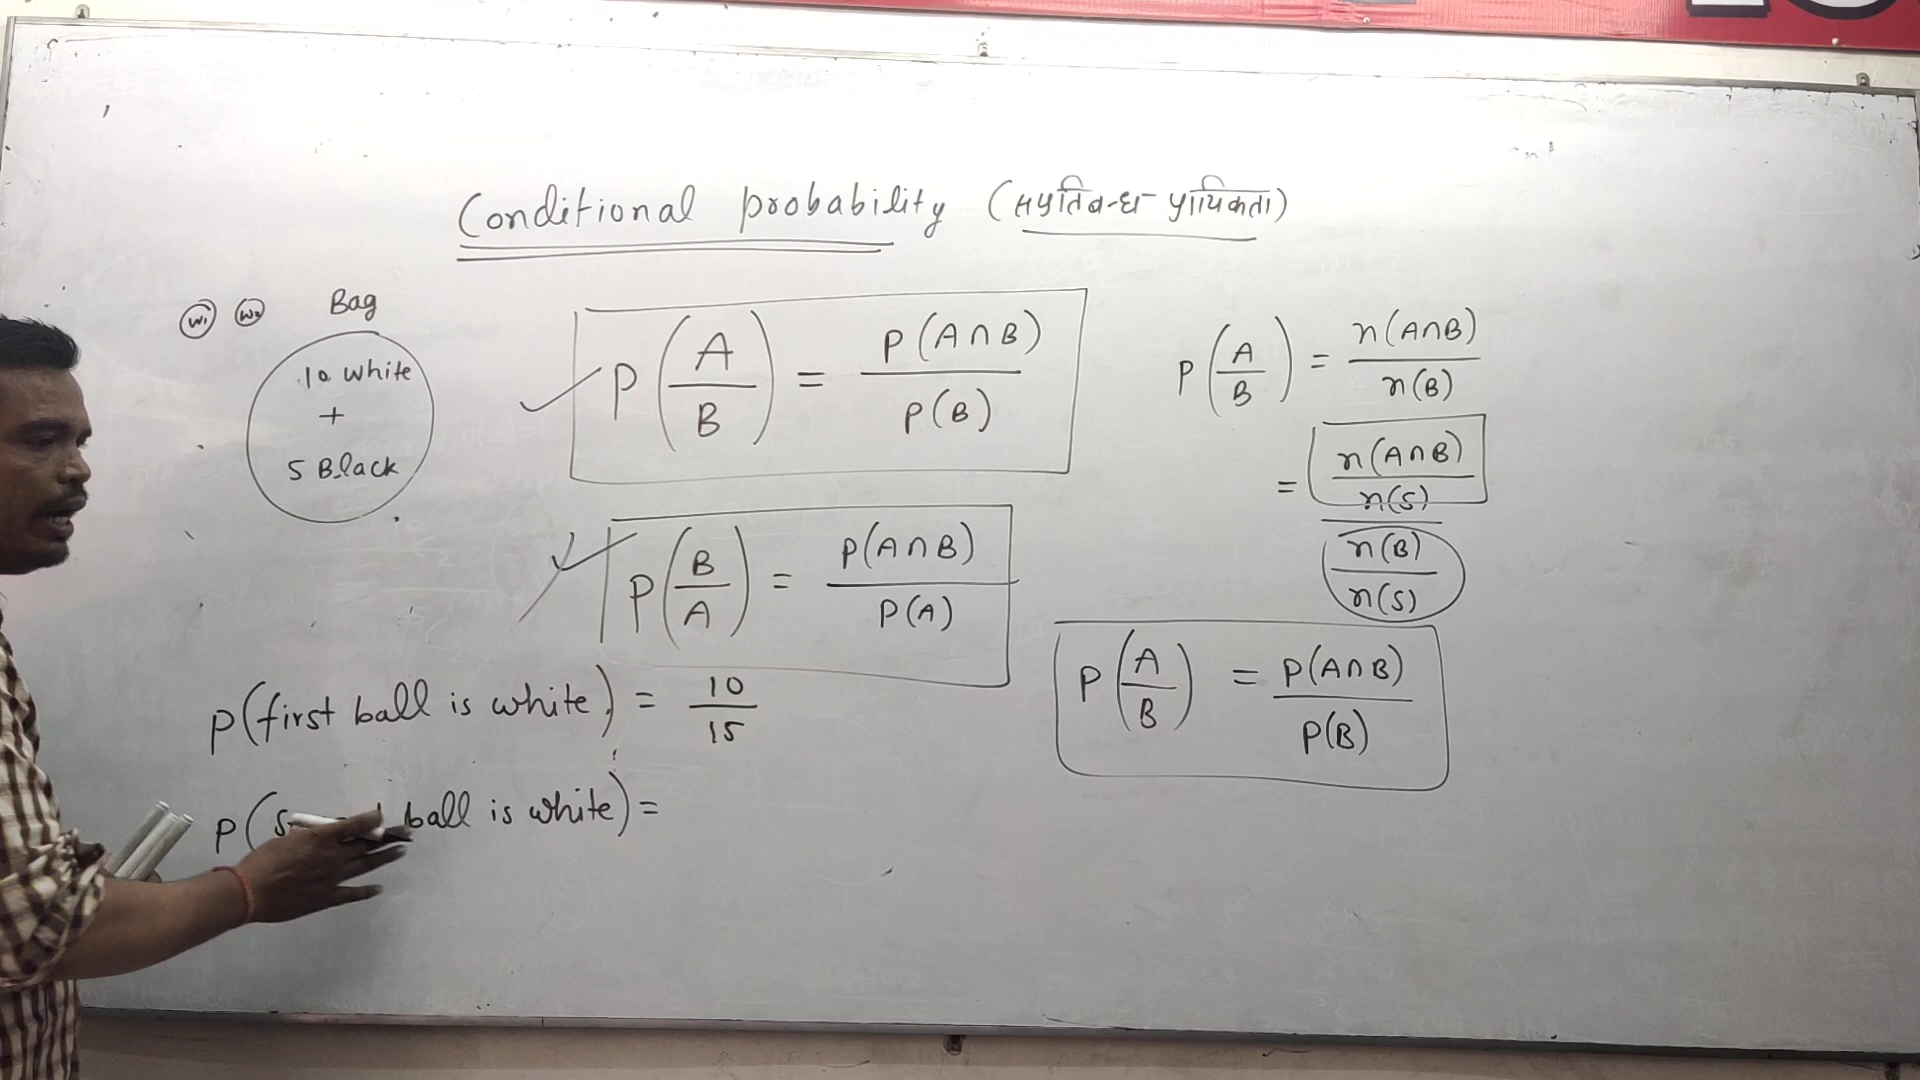 Conditional probability (सप्रतिबन्ध प्रायिकता)
W₁ W₂ Bag
10 white
+
5 Black
P(A/B) = P(A∩B)/P(B)
P(B/A) = P(A∩B)/P(A)
P(first ball is white) = 10/15
P( ball is white) =
P(A/B) = n(A∩B)/n(B)
= (n(A∩B)/n(S))/(n(B)/n(S))
P(A/B) = P(A∩B)/P(B)